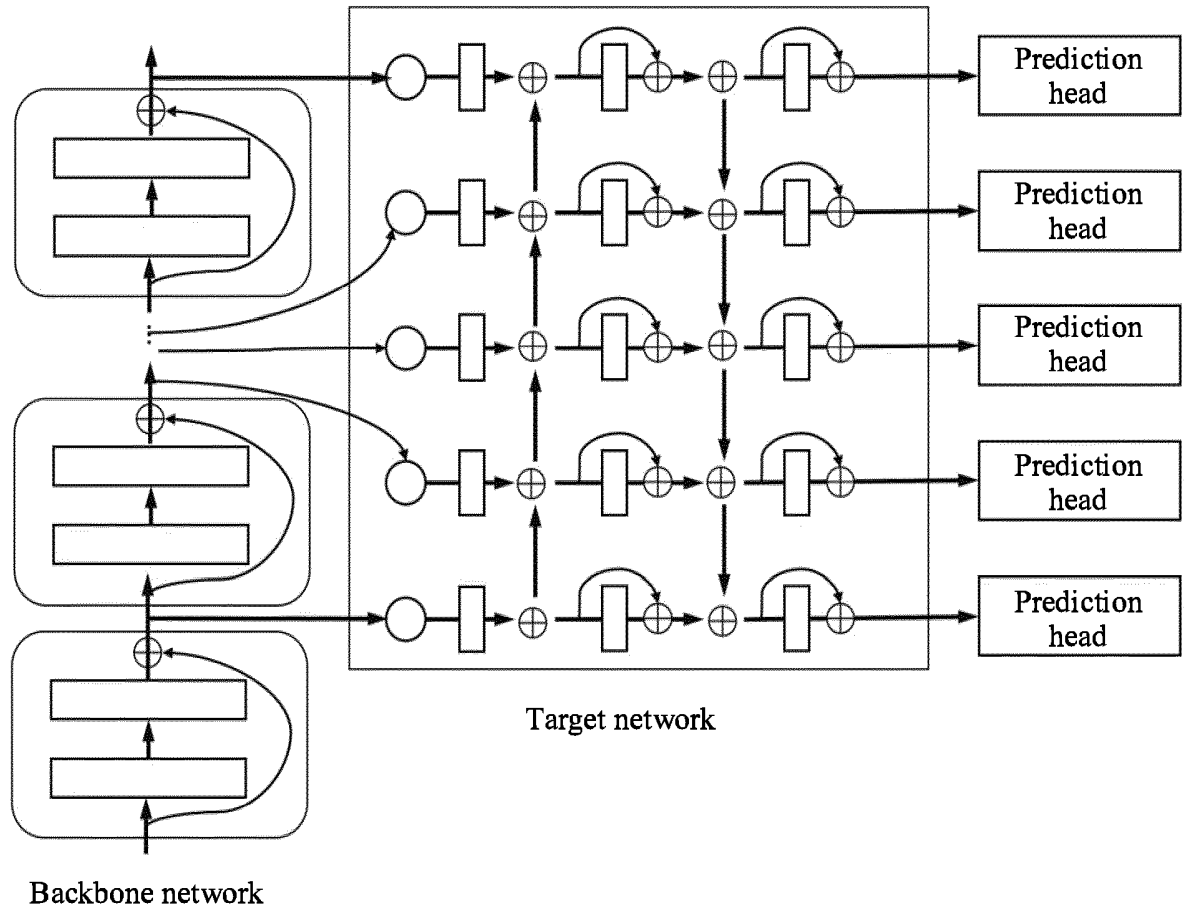 Prediction
head
Prediction
head
Prediction
head
Prediction
head
Prediction
head
Target network
Backbone network